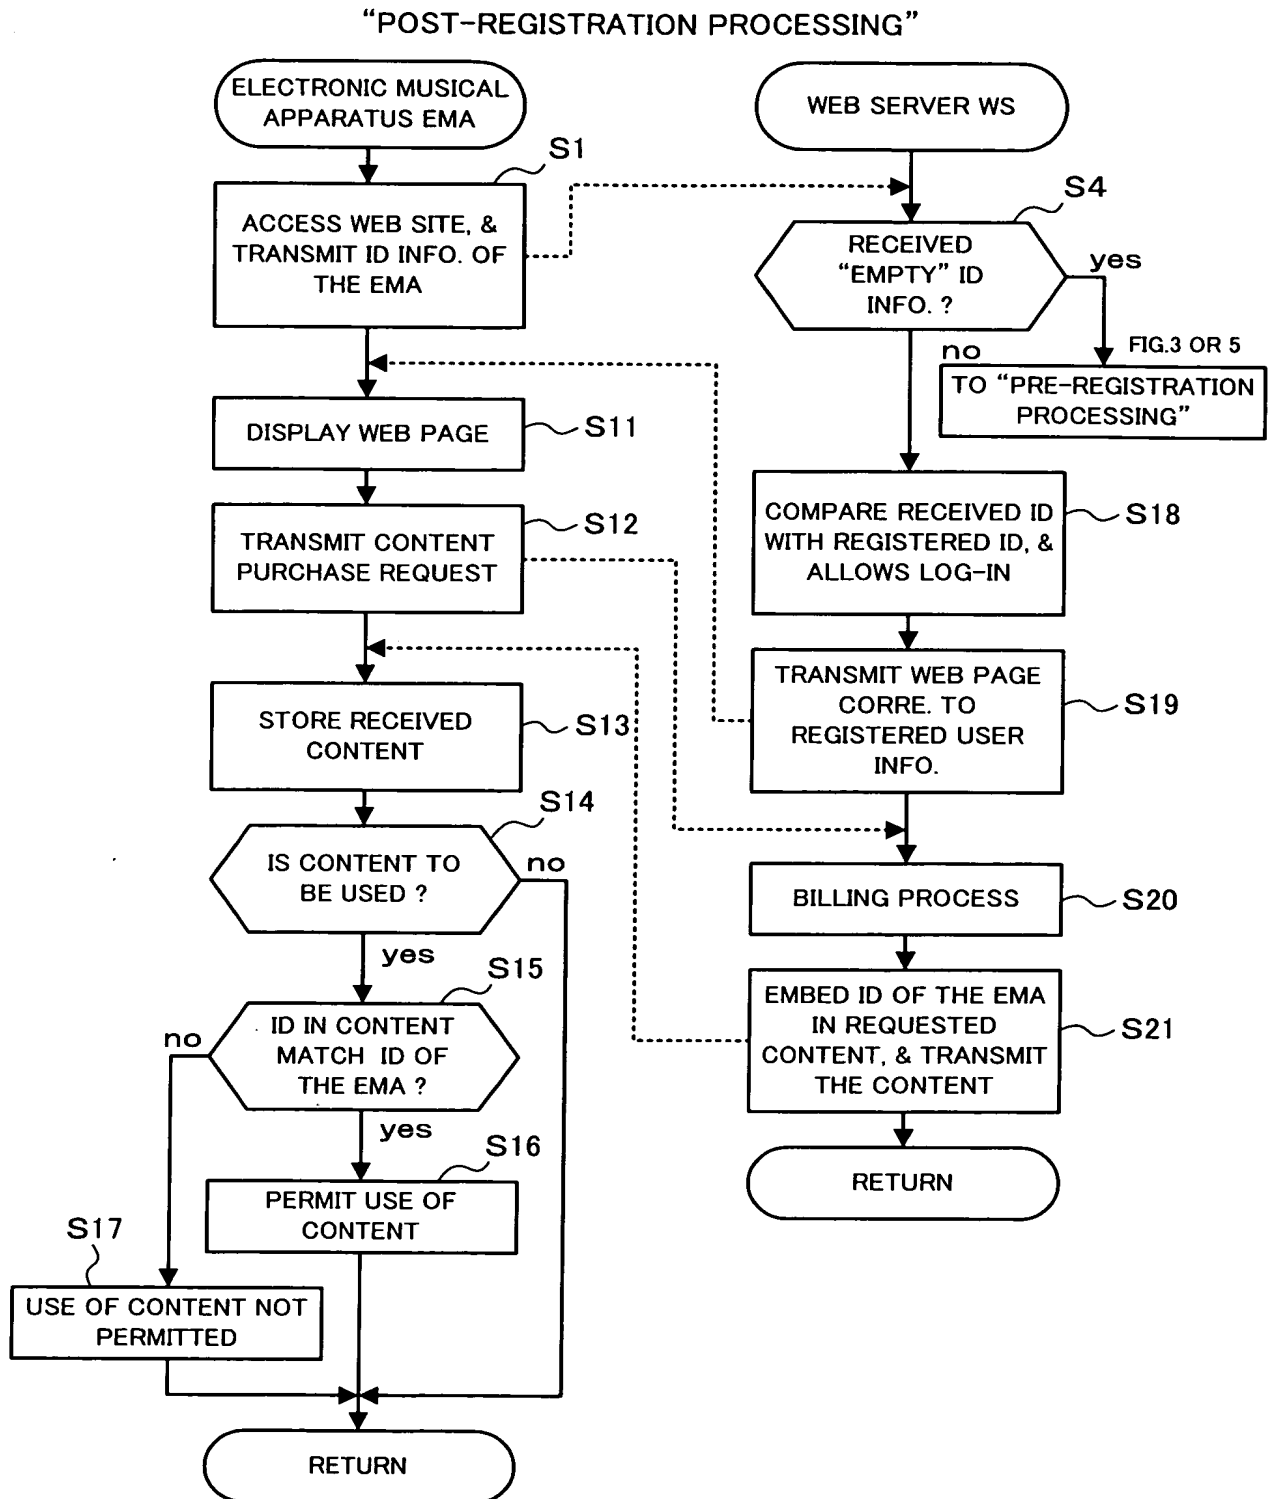 “POST-REGISTRATION PROCESSING”
ELECTRONIC MUSICAL
APPARATUS EMA
S1
ACCESS WEB SITE, &
TRANSMIT ID INFO. OF
THE EMA
DISPLAY WEB PAGE
S11
S12
TRANSMIT CONTENT
PURCHASE REQUEST
STORE RECEIVED
CONTENT
S13
S14
IS CONTENT TO
BE USED ?
no
yes
S15
ID IN CONTENT
MATCH ID OF
THE EMA ?
no
yes
S16
PERMIT USE OF
CONTENT
S17
USE OF CONTENT NOT
PERMITTED
RETURN
WEB SERVER WS
S4
RECEIVED
“EMPTY” ID
INFO. ?
yes
no
FIG.3 OR 5
TO “PRE-REGISTRATION
PROCESSING”
COMPARE RECEIVED ID
WITH REGISTERED ID, &
ALLOWS LOG-IN
S18
TRANSMIT WEB PAGE
CORRE. TO
REGISTERED USER
INFO.
S19
BILLING PROCESS
S20
EMBED ID OF THE EMA
IN REQUESTED
CONTENT, & TRANSMIT
THE CONTENT
S21
RETURN